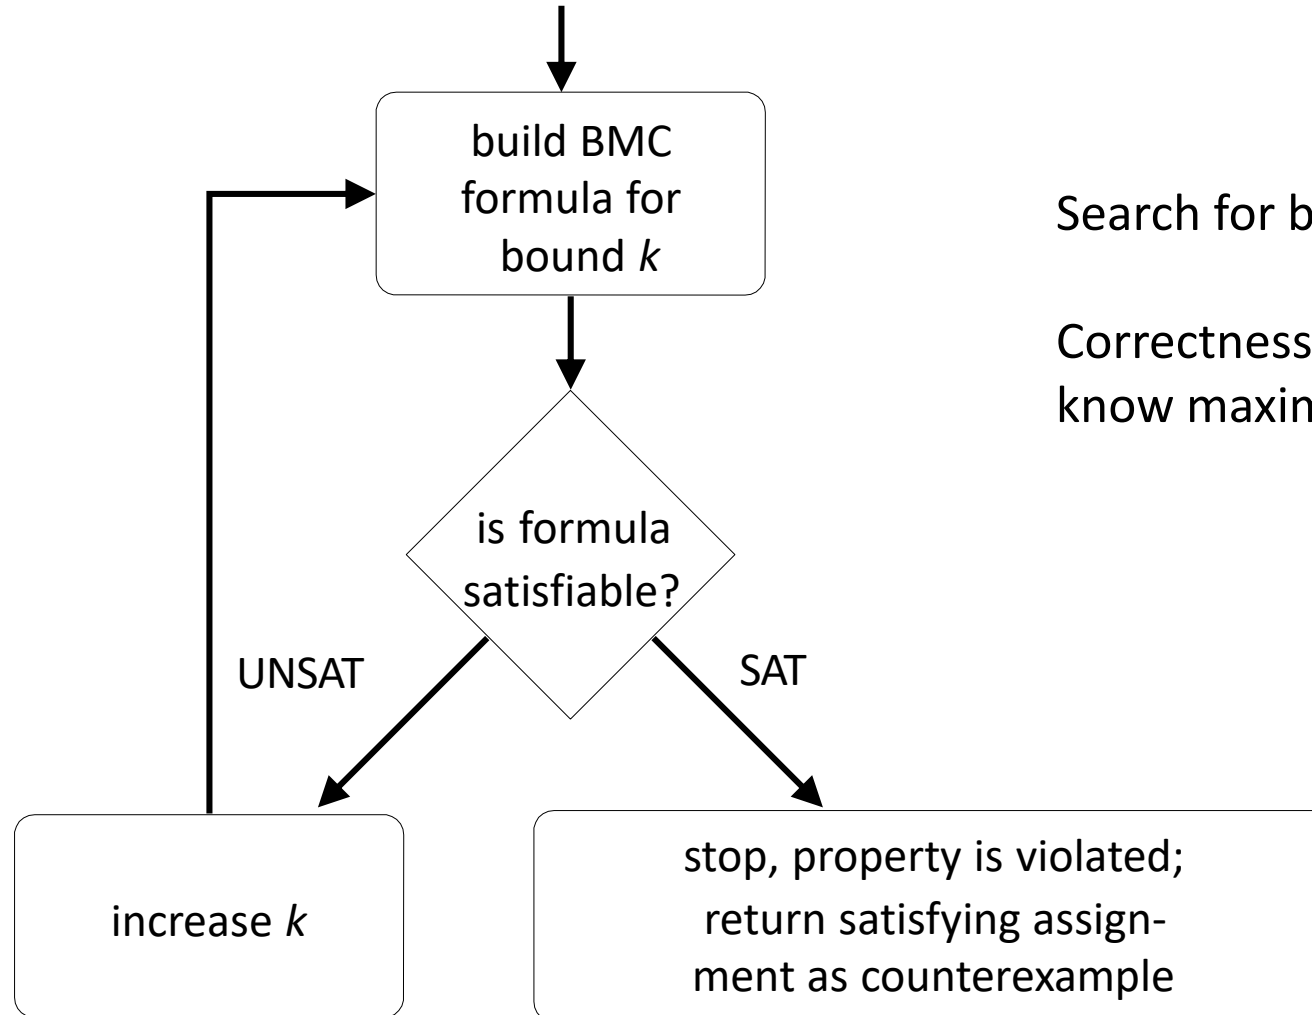 build BMC
formula for
bound k
Search for b
Correctness
know maxin
is formula
satisfiable?
UNSAT
SAT
increase k
stop, property is violated;
return satisfying assign-
ment as counterexample